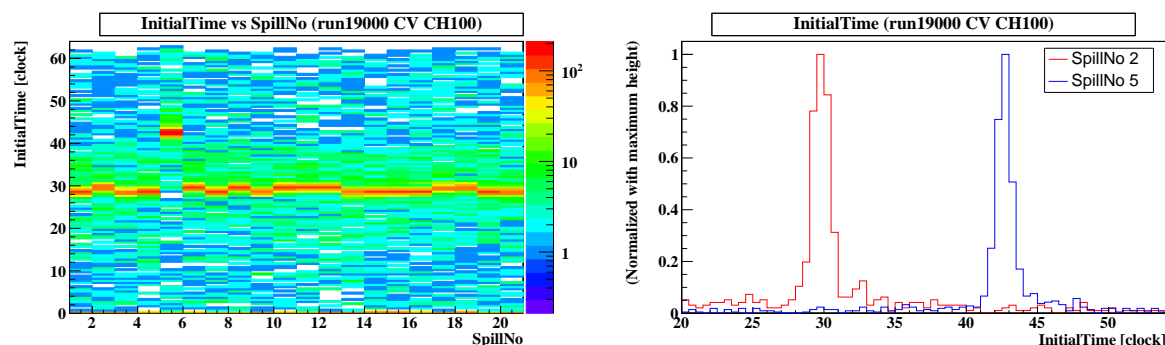 InitialTime vs SpillNo (run19000 CV CH100)
InitialTime [clock]
60
50
40
30
20
10
0
2 4 6 8 10 12 14 16 18 20
SpillNo
10²
10
1
InitialTime (run19000 CV CH100)
(Normalized with maximum height)
1
0.8
0.6
0.4
0.2
0
SpillNo 2
SpillNo 5
20 25 30 35 40 45 50
InitialTime [clock]